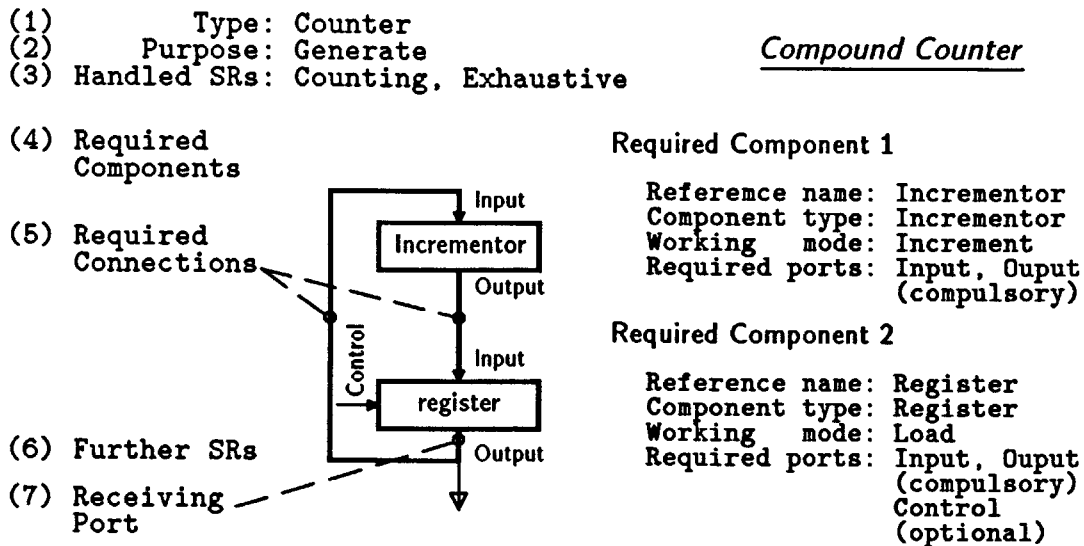 (1) Type: Counter
(2) Purpose: Generate
(3) Handled SRs: Counting, Exhaustive
Compound Counter
(4) Required
Components
(5) Required
Connections
(6) Further SRs
(7) Receiving
Port
Input
Incrementor
Output
Control
Input
register
Output
Required Component 1
Reference name: Incrementor
Component type: Incrementor
Working mode: Increment
Required ports: Input, Ouput
(compulsory)
Required Component 2
Reference name: Register
Component type: Register
Working mode: Load
Required ports: Input, Ouput
(compulsory)
Control
(optional)